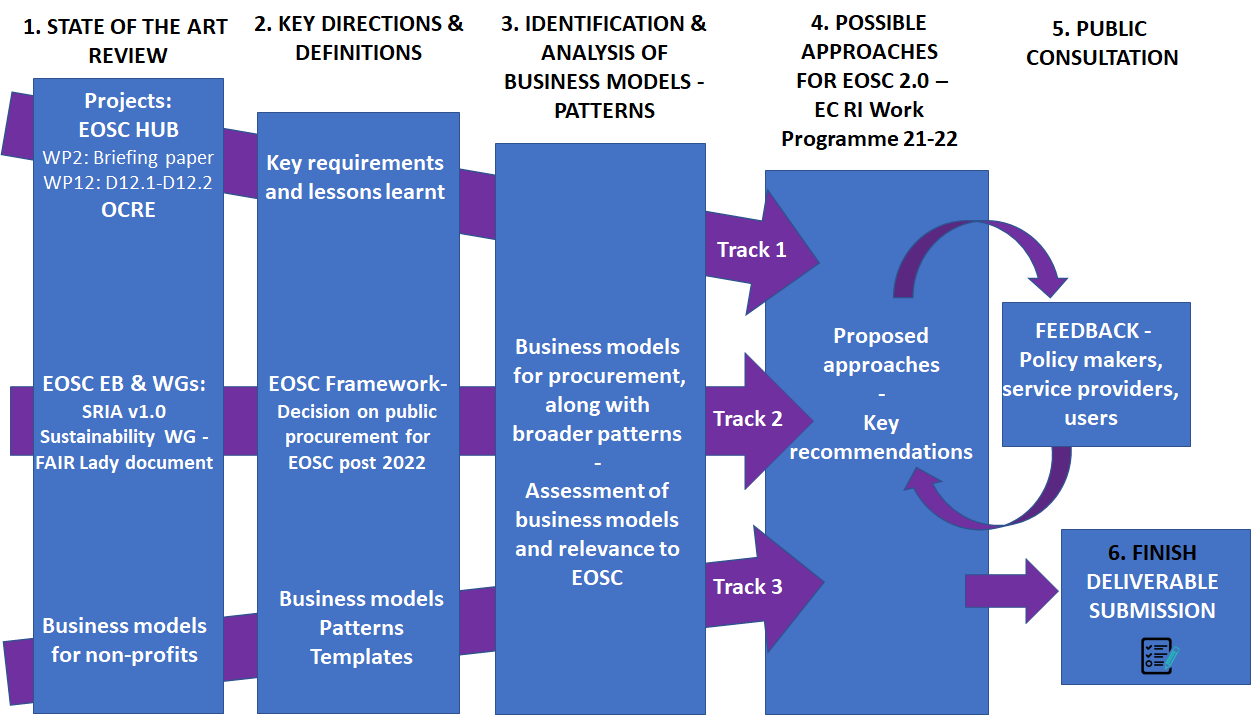 1. STATE OF THE ART
REVIEW
Projects:
EOSC HUB
WP2: Briefing paper
WP12: D12.1-D12.2
OCRE
EOSC EB & WGs:
SRIA v1.0
Sustainability WG -
FAIR Lady document
Business models
for non-profits
2. KEY DIRECTIONS &
DEFINITIONS
Key requirements
and lessons learnt
EOSC Framework-
Decision on public
procurement for
EOSC post 2022
Business models
Patterns
Templates
3. IDENTIFICATION &
ANALYSIS OF
BUSINESS MODELS -
PATTERNS
Business models
for procurement,
along with
broader patterns
-
Assessment of
business models
and relevance to
EOSC
Track 1
Track 2
Track 3
4. POSSIBLE
APPROACHES
FOR EOSC 2.0 –
EC RI Work
Programme 21-22
Proposed
approaches
-
Key
recommendations
5. PUBLIC
CONSULTATION
FEEDBACK -
Policy makers,
service providers,
users
6. FINISH
DELIVERABLE
SUBMISSION